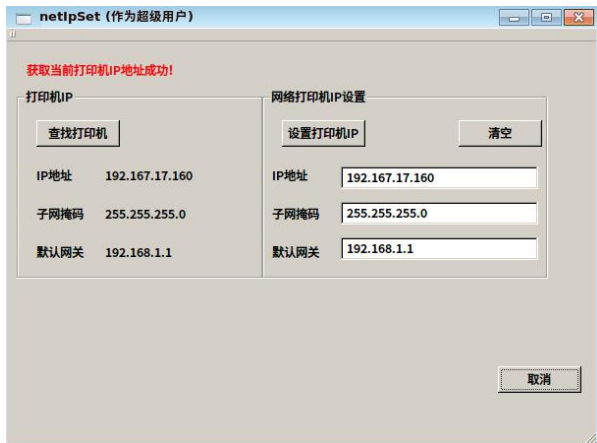 netIpSet (作为超级用户)
获取当前打印机IP地址成功!
打印机IP
查找打印机
IP地址 192.167.17.160
子网掩码 255.255.255.0
默认网关 192.168.1.1
网络打印机IP设置
设置打印机IP 清空
IP地址 192.167.17.160
子网掩码 255.255.255.0
默认网关 192.168.1.1
取消